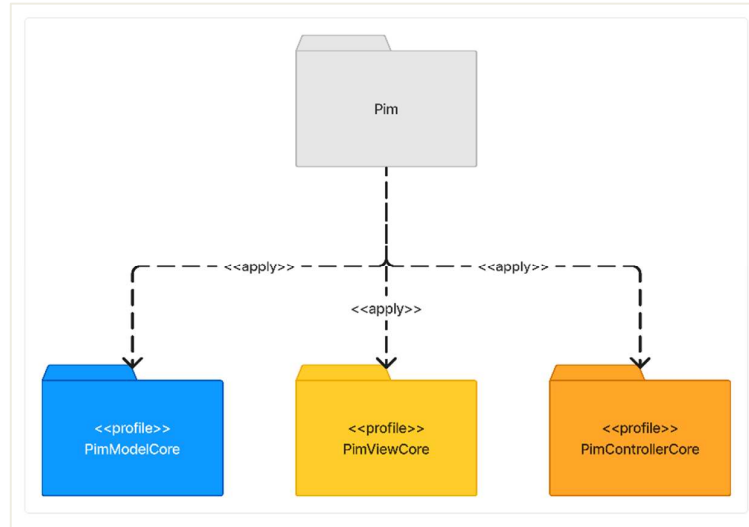 Pim
<<apply>>
<<apply>>
<<apply>>
<<profile>>
PimModelCore
<<profile>>
PimViewCore
<<profile>>
PimControllerCore